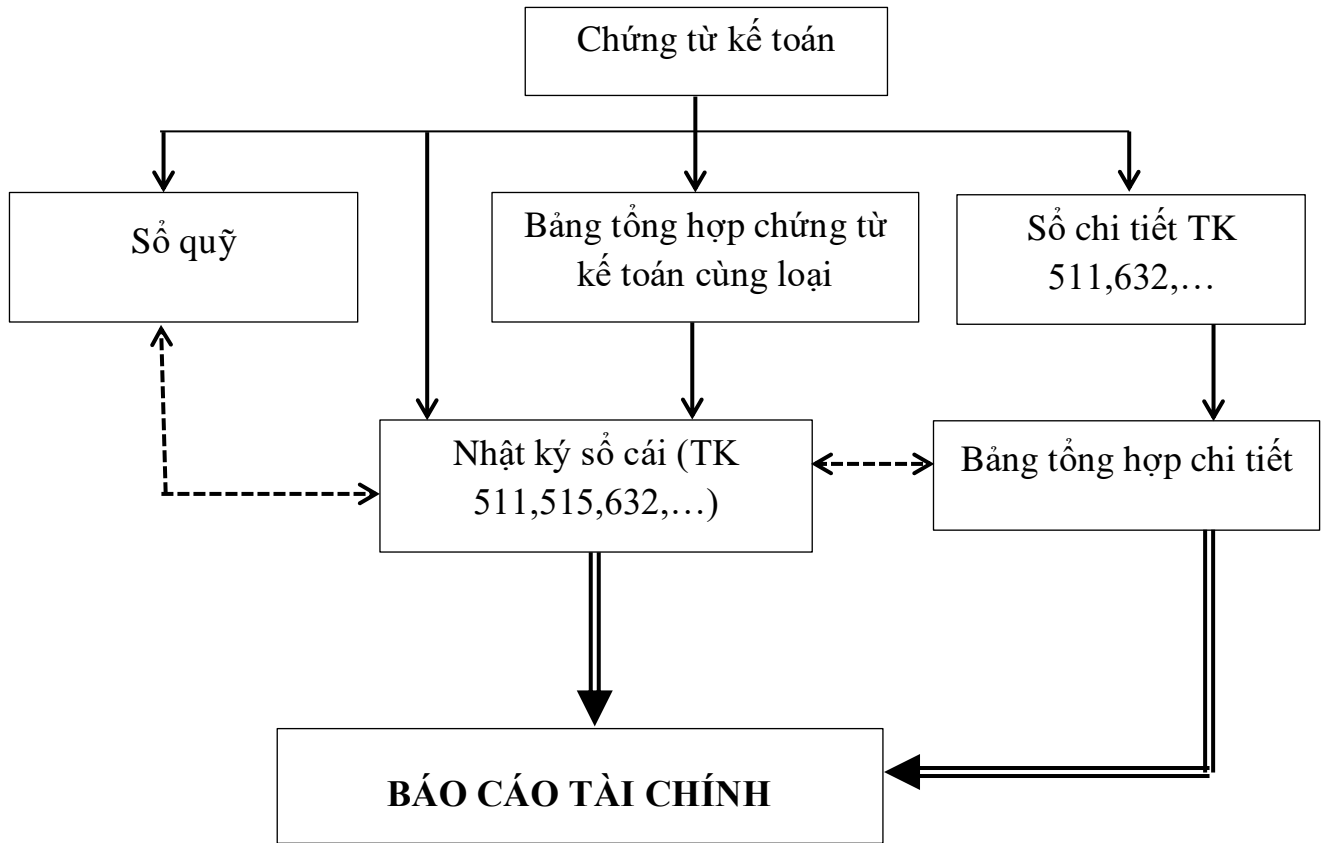 Chứng từ kế toán
Sổ quỹ
Bảng tổng hợp chứng từ
kế toán cùng loại
Sổ chi tiết TK
511,632,…
Nhật ký sổ cái (TK
511,515,632,…)
Bảng tổng hợp chi tiết
BÁO CÁO TÀI CHÍNH